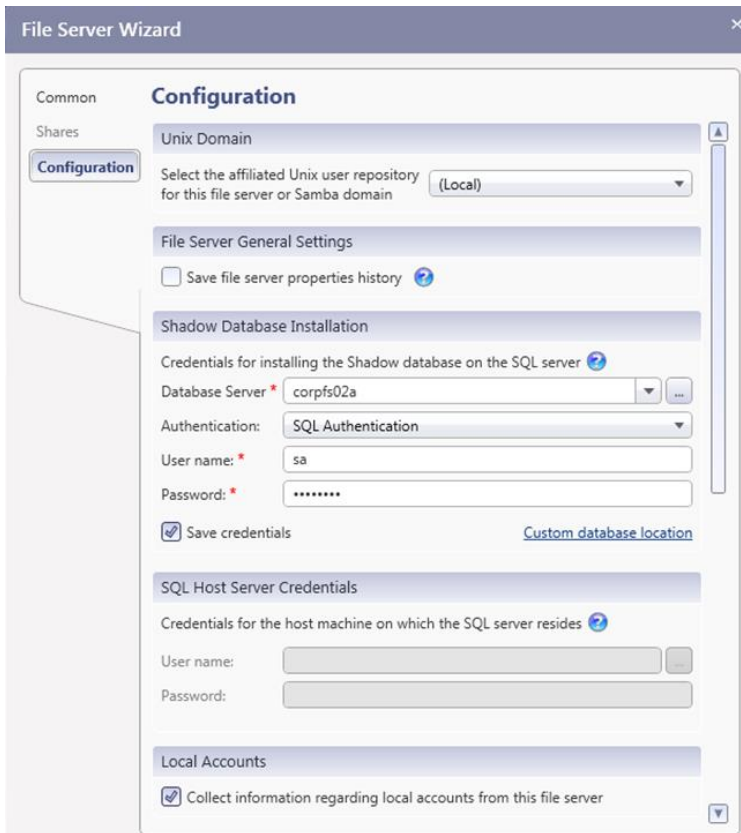 File Server Wizard
Common
Shares
Configuration
Configuration
Unix Domain
Select the affiliated Unix user repository
for this file server or Samba domain
(Local)
File Server General Settings
Save file server properties history
Shadow Database Installation
Credentials for installing the Shadow database on the SQL server
Database Server * corpfs02a ...
Authentication: SQL Authentication
User name: * sa
Password: * ••••••••
Save credentials Custom database location
SQL Host Server Credentials
Credentials for the host machine on which the SQL server resides
User name: ...
Password:
Local Accounts
Collect information regarding local accounts from this file server